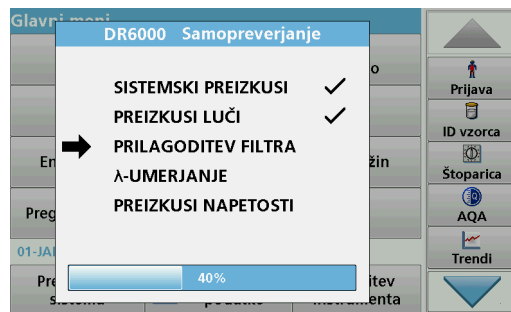 Glavni meni
DR6000 Samopreverjanje
SISTEMSKI PREIZKUSI
PREIZKUSI LUČI
PRILAGODITEV FILTRA
λ-UMERJANJE
PREIZKUSI NAPETOSTI
40%
Prijava
ID vzorca
Štoparica
AQA
Trendi